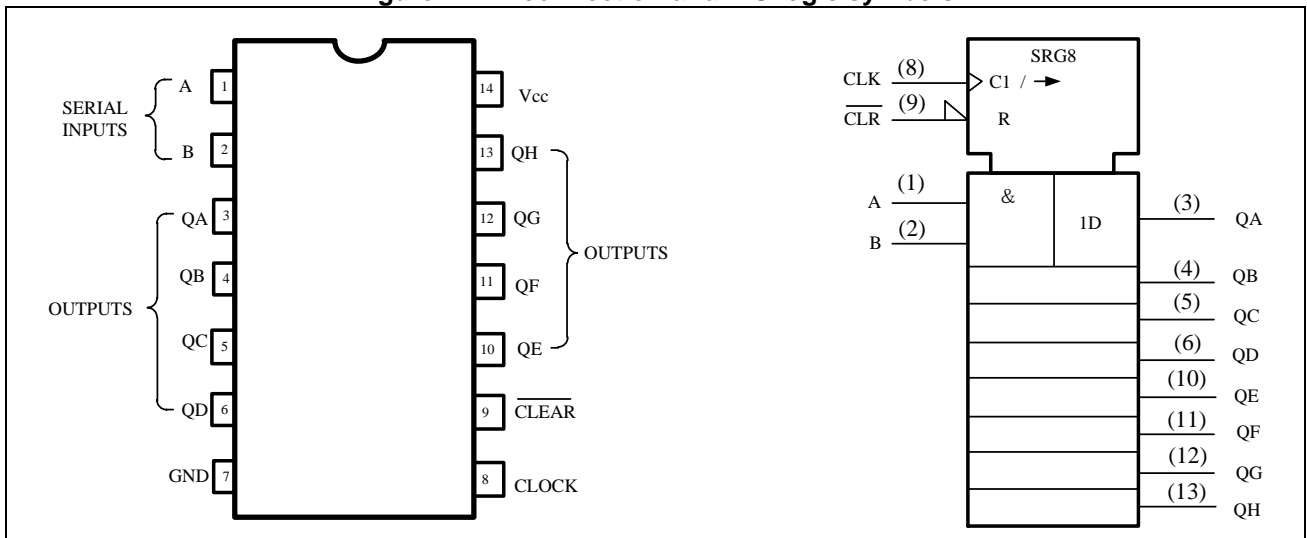 A 1
SERIAL
INPUTS
B 2
QA 3
QB 4
OUTPUTS
QC 5
QD 6
GND 7
14 Vcc
13 QH
12 QG
OUTPUTS
11 QF
10 QE
9 CLEAR
8 CLOCK
SRG8
CLK (8) C1 /
CLR (9) R
A (1) &
1D
B (2)
(3) QA
(4) QB
(5) QC
(6) QD
(10) QE
(11) QF
(12) QG
(13) QH